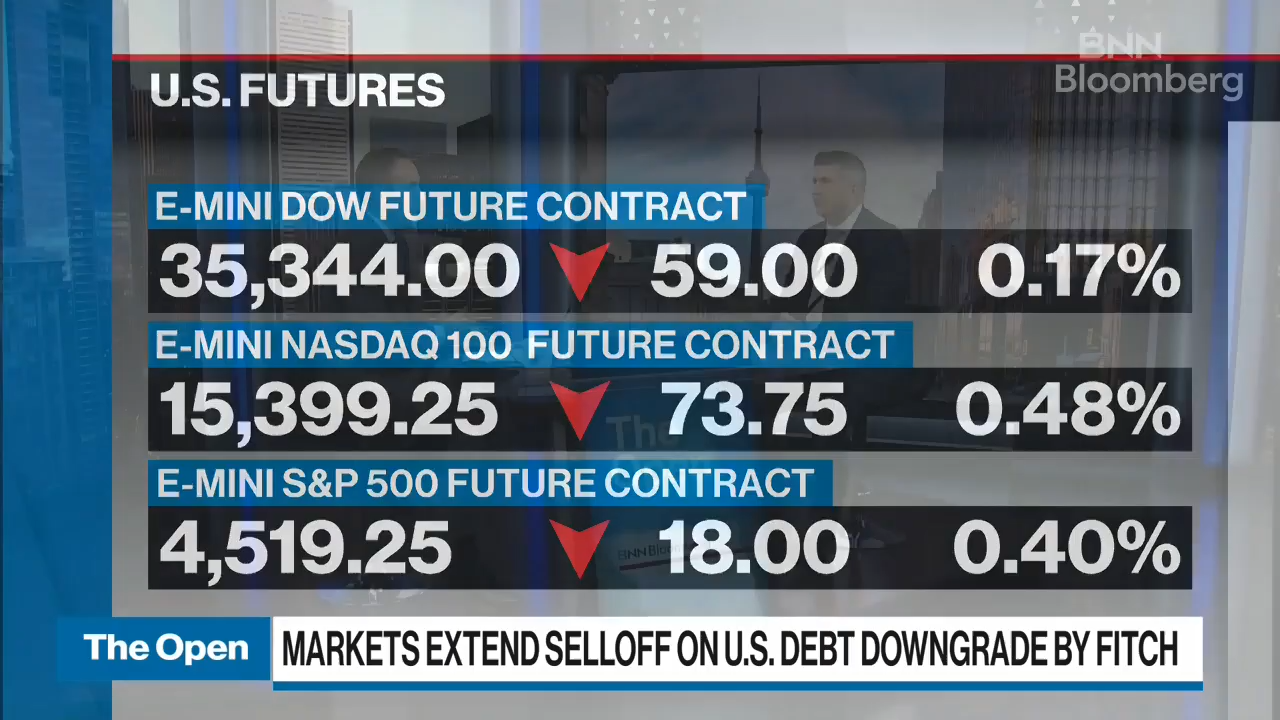 BNN
Bloomberg
U.S. FUTURES
E-MINI DOW FUTURE CONTRACT
35,344.00 59.00 0.17%
E-MINI NASDAQ 100 FUTURE CONTRACT
15,399.25 73.75 0.48%
The
Open
E-MINI S&P 500 FUTURE CONTRACT
4,519.25 18.00 0.40%
The Open
MARKETS EXTEND SELLOFF ON U.S. DEBT DOWNGRADE BY FITCH